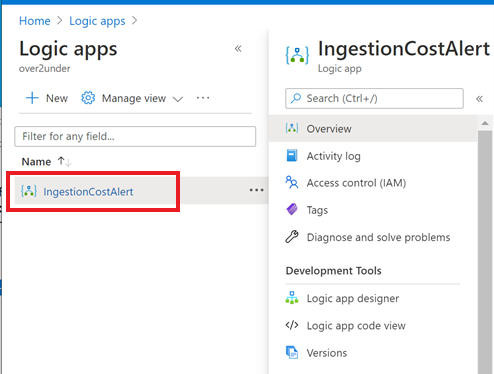 Home > Logic apps >
Logic apps
over2under
+ New Manage view ...
Filter for any field...
Name ↑↓
IngestionCostAlert ...
IngestionCostAlert
Logic app
Search (Ctrl+/)
Overview
Activity log
Access control (IAM)
Tags
Diagnose and solve problems
Development Tools
Logic app designer
Logic app code view
Versions